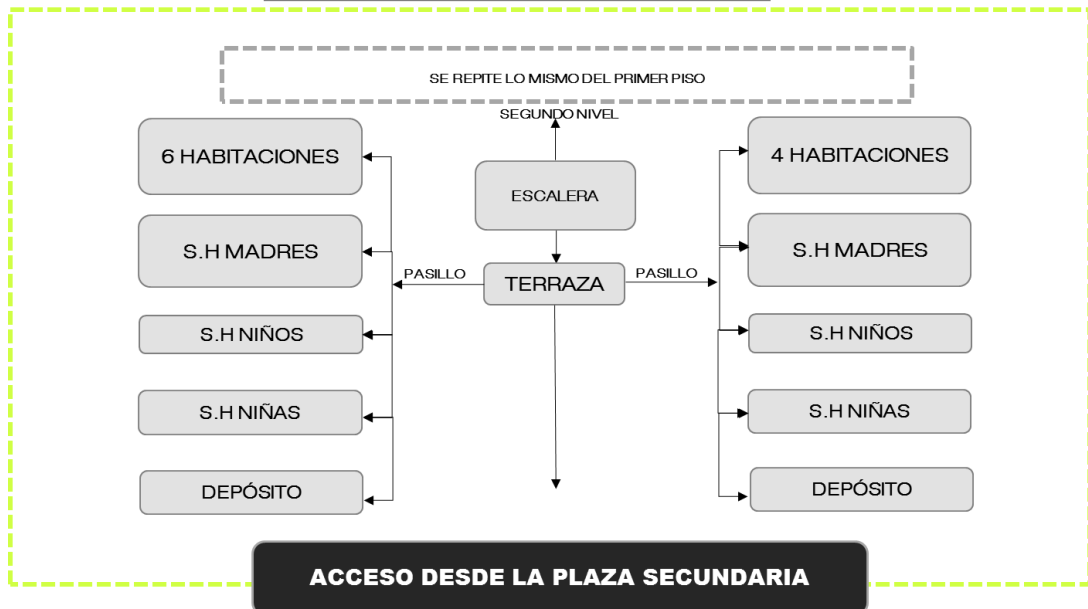 SE REPITE LO MISMO DEL PRIMER PISO
SEGUNDO NIVEL
6 HABITACIONES
4 HABITACIONES
ESCALERA
S.H MADRES
S.H MADRES
PASILLO
TERRAZA
PASILLO
S.H NIÑOS
S.H NIÑOS
S.H NIÑAS
S.H NIÑAS
DEPÓSITO
DEPÓSITO
ACCESO DESDE LA PLAZA SECUNDARIA